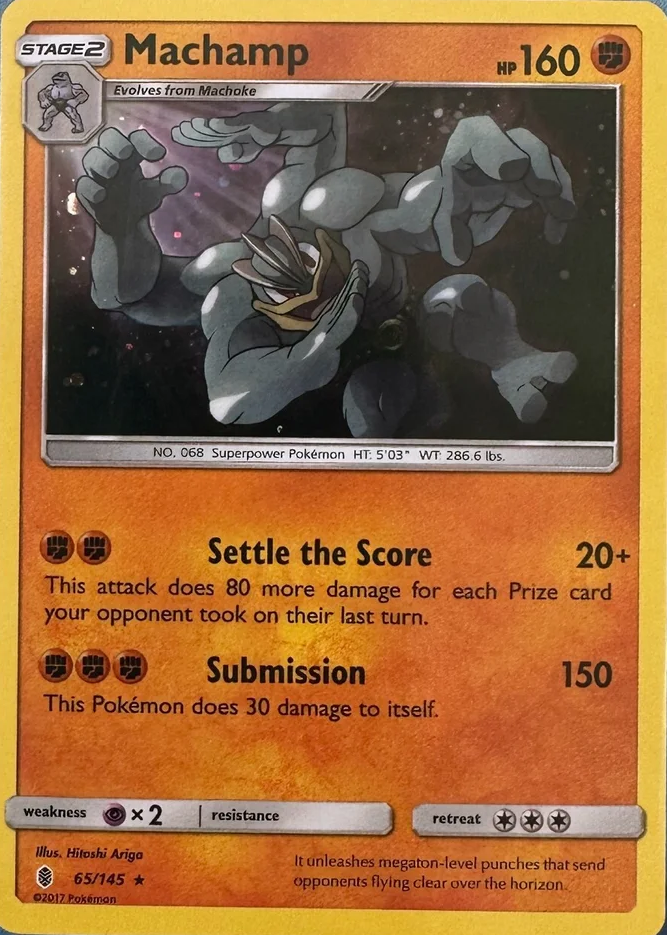 STAGE2 Machamp HP 160
Evolves from Machoke
NO. 068 Superpower Pokémon HT: 5'03" WT: 286.6 lbs.
Settle the Score 20+
This attack does 80 more damage for each Prize card
your opponent took on their last turn.
Submission 150
This Pokémon does 30 damage to itself.
weakness ×2 resistance retreat
Illus. Hitoshi Ariga
It unleashes megaton-level punches that send
opponents flying clear over the horizon.
65/145 ★
©2017 Pokémon